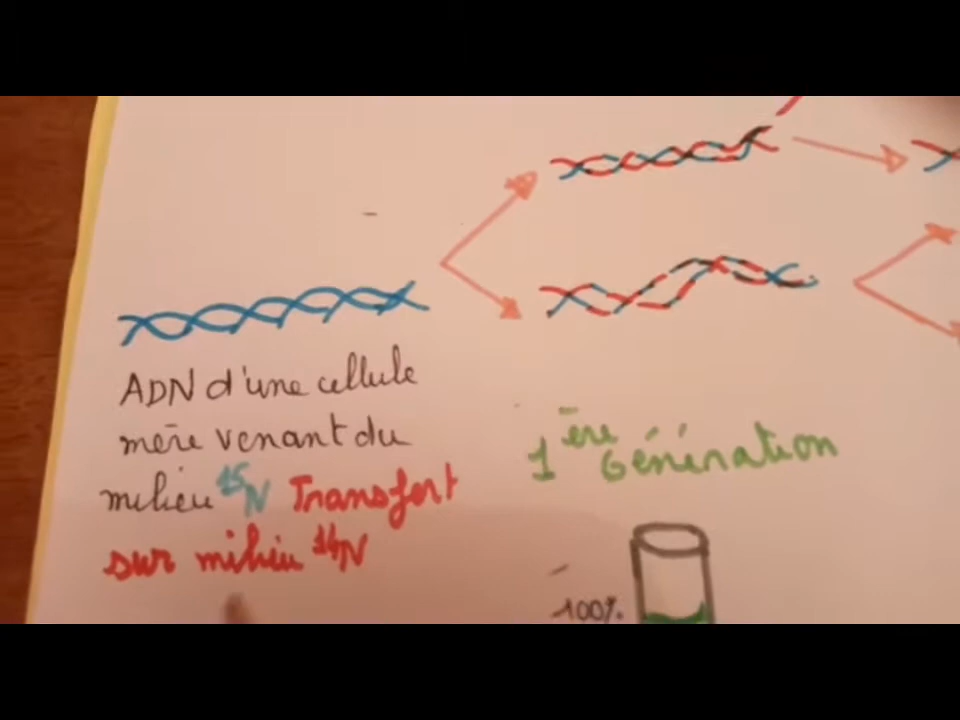 ADN d'une cellule
mère venant du
milieu 15N Transfert
sur milieu 14N
1ère Génération
100%